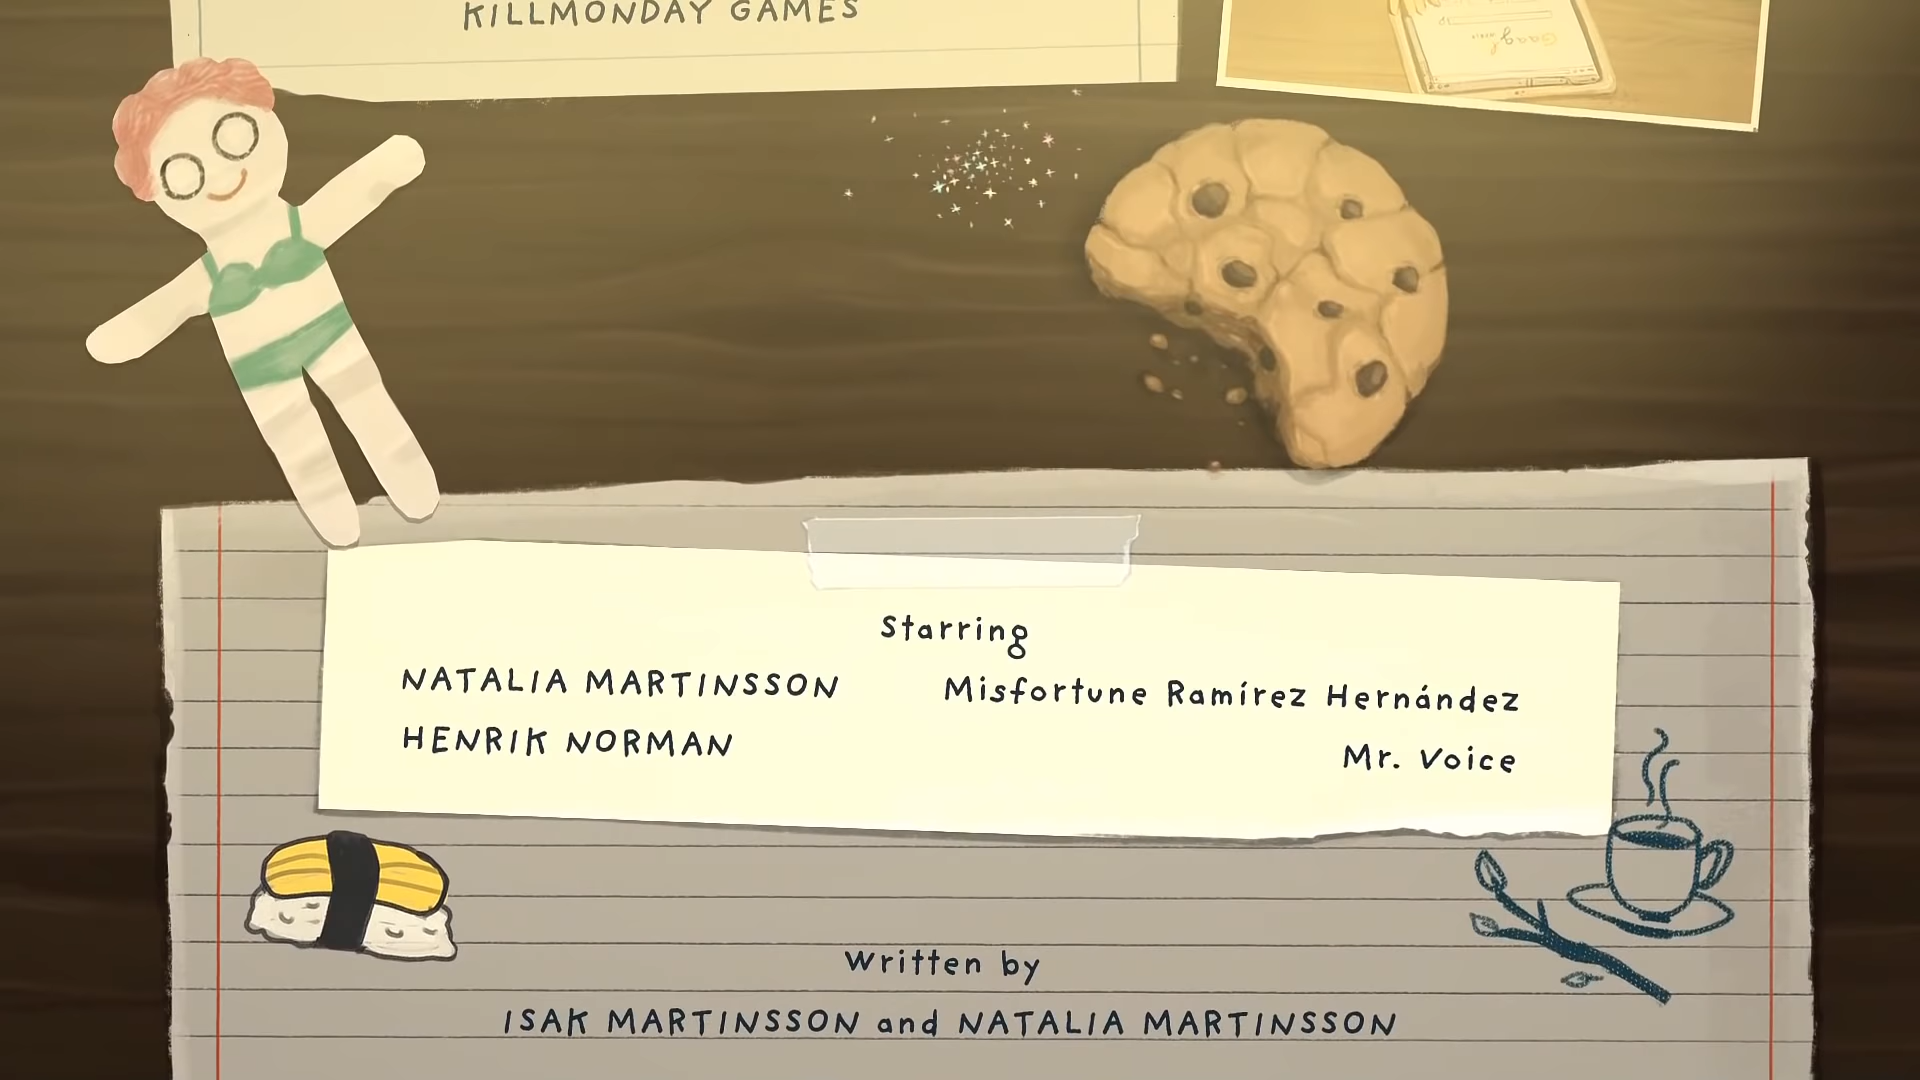 KILLMONDAY GAMES
Starring
NATALIA MARTINSSON Misfortune Ramírez Hernández
HENRIK NORMAN Mr. Voice
Written by
ISAK MARTINSSON and NATALIA MARTINSSON